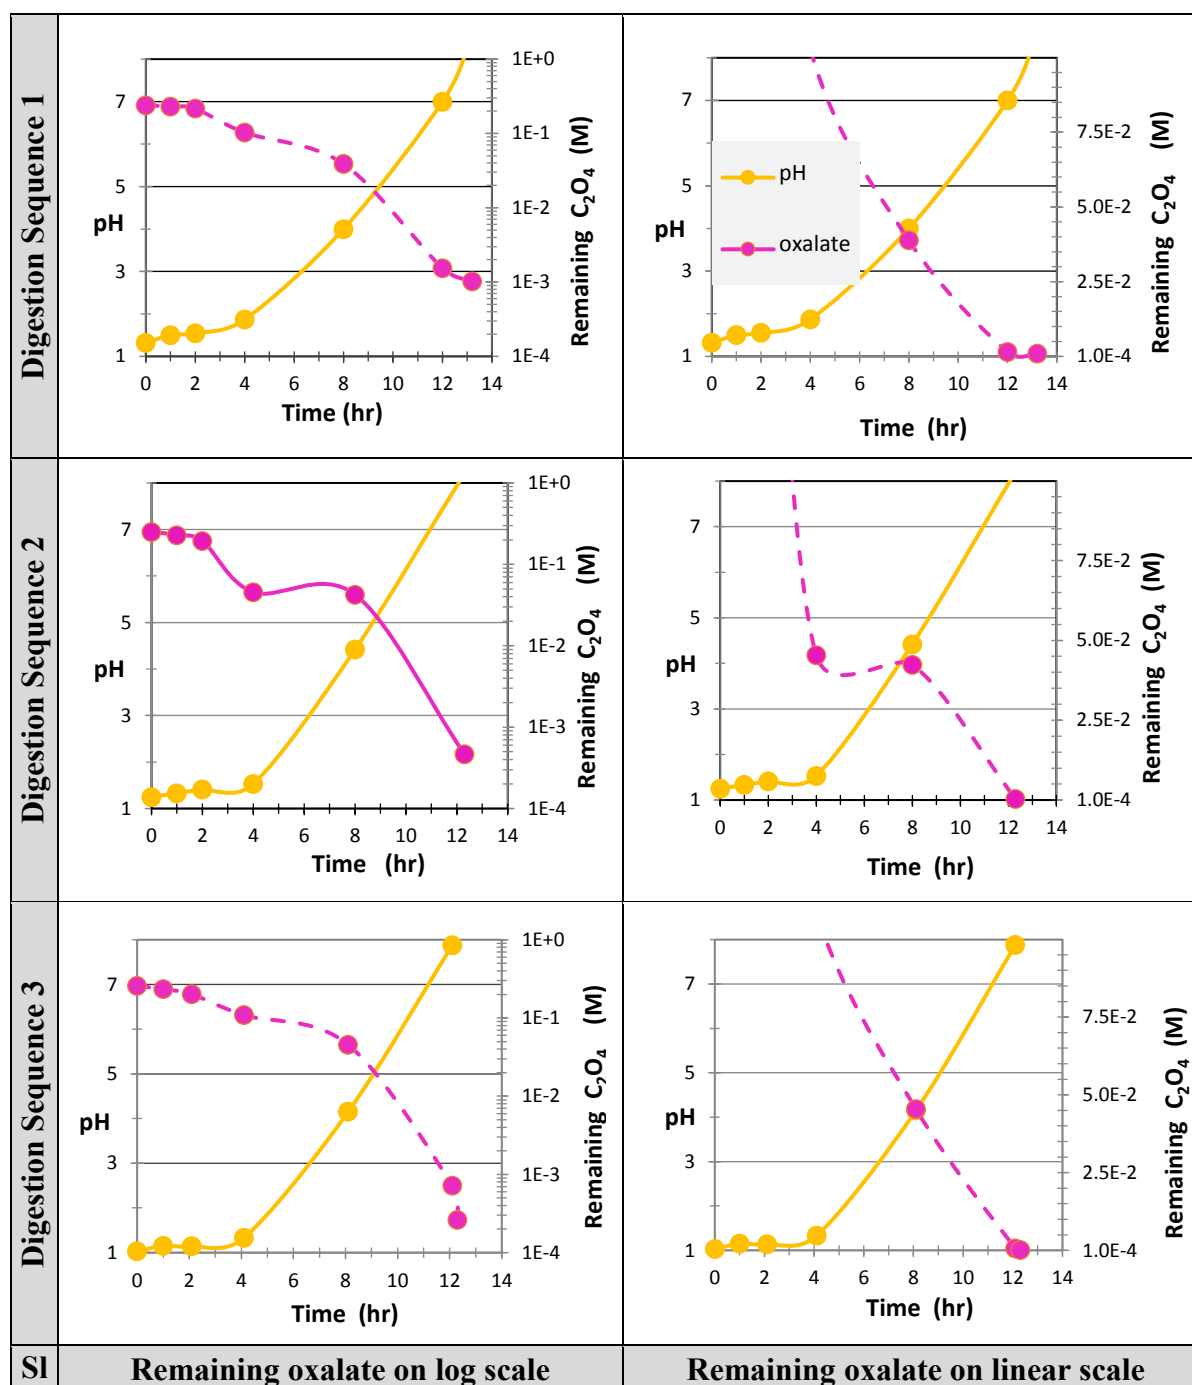 Digestion Sequence 1
pH
7
5
3
1
1E+0
1E-1
1E-2
1E-3
1E-4
Remaining C₂O₄ (M)
0 2 4 6 8 10 12 14
Time (hr)
pH
7
5
3
1
pH
oxalate
7.5E-2
5.0E-2
2.5E-2
1.0E-4
Remaining C₂O₄ (M)
0 2 4 6 8 10 12 14
Time (hr)
Digestion Sequence 2
pH
7
5
3
1
1E+0
1E-1
1E-2
1E-3
1E-4
Remaining C₂O₄ (M)
0 2 4 6 8 10 12 14
Time (hr)
pH
7
5
3
1
7.5E-2
5.0E-2
2.5E-2
1.0E-4
Remaining C₂O₄ (M)
0 2 4 6 8 10 12 14
Time (hr)
Digestion Sequence 3
pH
7
5
3
1
1E+0
1E-1
1E-2
1E-3
1E-4
Remaining C₂O₄ (M)
0 2 4 6 8 10 12 14
Time (hr)
pH
7
5
3
1
7.5E-2
5.0E-2
2.5E-2
1.0E-4
Remaining C₂O₄ (M)
0 2 4 6 8 10 12 14
Time (hr)
Sl
Remaining oxalate on log scale
Remaining oxalate on linear scale